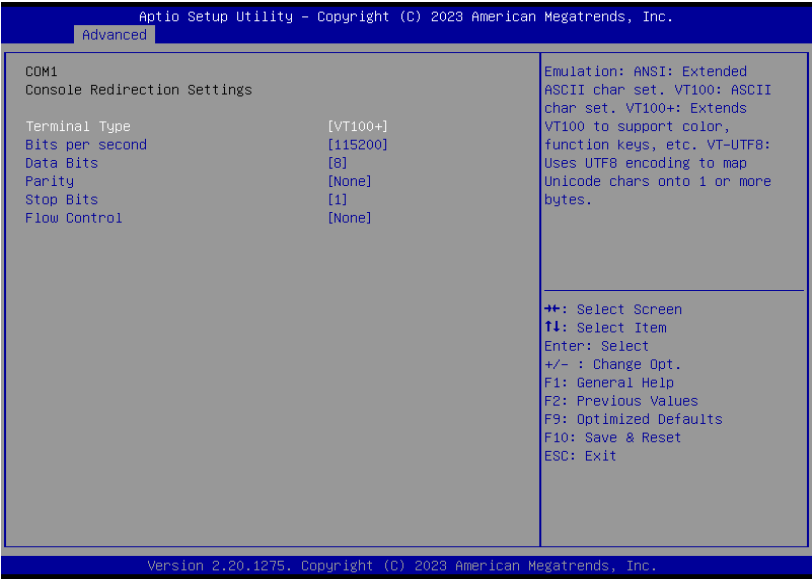 Aptio Setup Utility – Copyright (C) 2023 American Megatrends, Inc.
Advanced
COM1
Console Redirection Settings
Terminal Type [VT100+]
Bits per second [115200]
Data Bits [8]
Parity [None]
Stop Bits [1]
Flow Control [None]
Emulation: ANSI: Extended
ASCII char set. VT100: ASCII
char set. VT100+: Extends
VT100 to support color,
function keys, etc. VT-UTF8:
Uses UTF8 encoding to map
Unicode chars onto 1 or more
bytes.
→←: Select Screen
↑↓: Select Item
Enter: Select
+/- : Change Opt.
F1: General Help
F2: Previous Values
F9: Optimized Defaults
F10: Save & Reset
ESC: Exit
Version 2.20.1275. Copyright (C) 2023 American Megatrends, Inc.